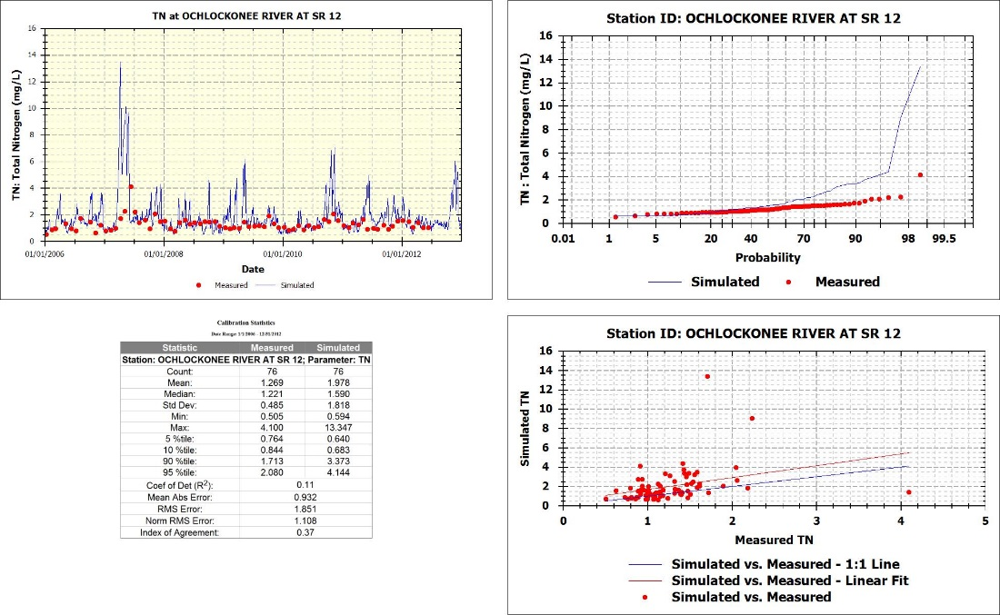 TN at OCHLOCKONEE RIVER AT SR 12
TN: Total Nitrogen (mg/L)
16
14
12
10
8
6
4
2
0
01/01/2006 01/01/2008 01/01/2010 01/01/2012
Date
Measured Simulated
Station ID: OCHLOCKONEE RIVER AT SR 12
TN : Total Nitrogen (mg/L)
16
14
12
10
8
6
4
2
0
0.01 1 5 20 40 70 90 98 99.5
Probability
Simulated Measured
Calibration Statistics
Date Range: 1/1/2006 - 12/31/2012
Statistic Measured Simulated
Station: OCHLOCKONEE RIVER AT SR 12; Parameter: TN
Count: 76 76
Mean: 1.269 1.978
Median: 1.221 1.590
Std Dev: 0.485 1.818
Min: 0.505 0.594
Max: 4.100 13.347
5 %tile: 0.764 0.640
10 %tile: 0.844 0.683
90 %tile: 1.713 3.373
95 %tile: 2.080 4.144
Coef of Det (R²): 0.11
Mean Abs Error: 0.932
RMS Error: 1.851
Norm RMS Error: 1.108
Index of Agreement: 0.37
Station ID: OCHLOCKONEE RIVER AT SR 12
Simulated TN
16
14
12
10
8
6
4
2
0
0 1 2 3 4 5
Measured TN
Simulated vs. Measured - 1:1 Line
Simulated vs. Measured - Linear Fit
Simulated vs. Measured